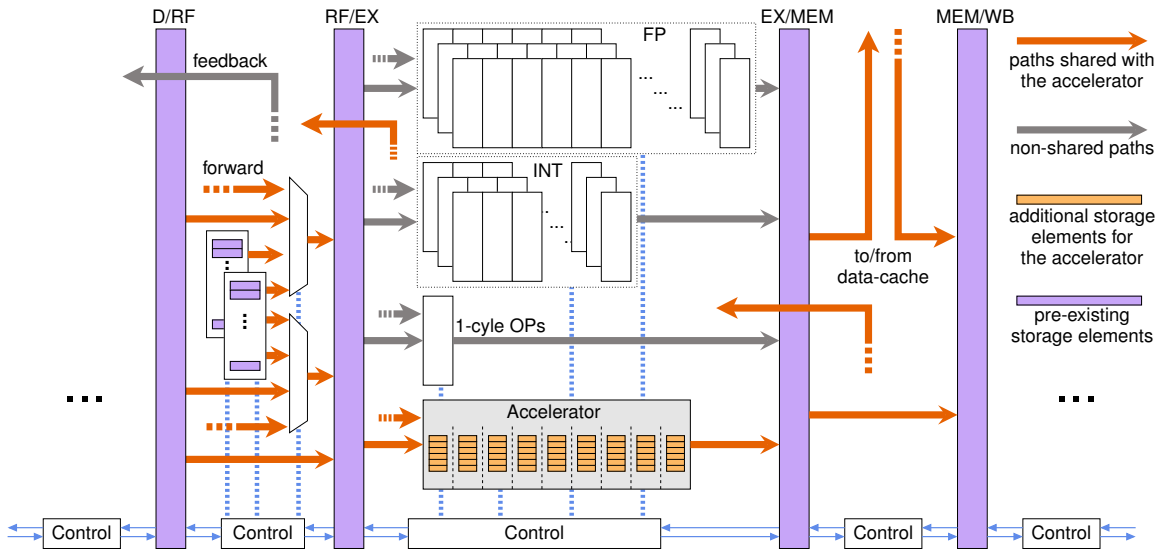 D/RF
RF/EX
EX/MEM
MEM/WB
FP
feedback
...
...
...
paths shared with
the accelerator
non-shared paths
INT
forward
...
...
additional storage
elements for
the accelerator
to/from
data-cache
pre-existing
storage elements
1-cyle OPs
...
...
Accelerator
Control
Control
Control
Control
Control